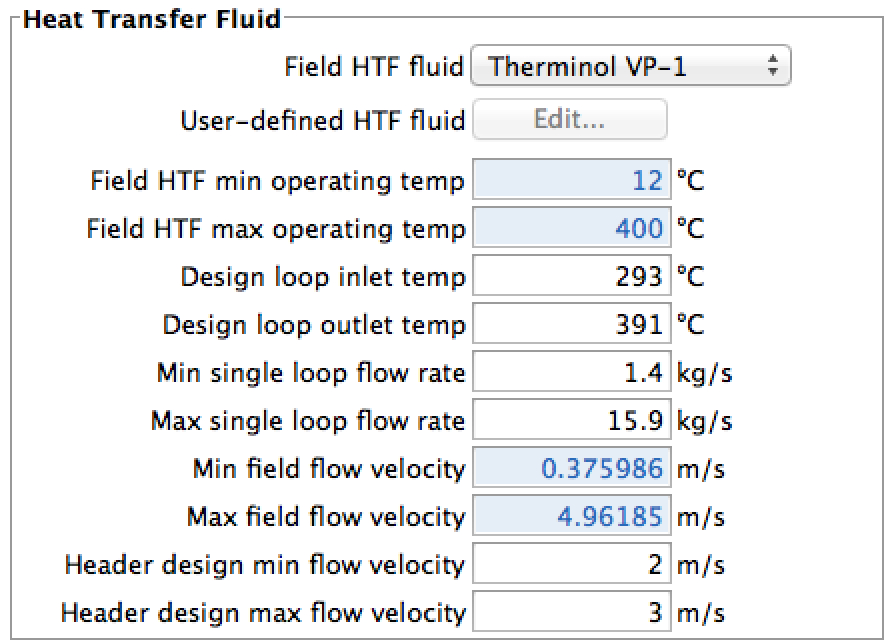 Heat Transfer Fluid
Field HTF fluid Therminol VP-1
User-defined HTF fluid Edit...
Field HTF min operating temp 12 °C
Field HTF max operating temp 400 °C
Design loop inlet temp 293 °C
Design loop outlet temp 391 °C
Min single loop flow rate 1.4 kg/s
Max single loop flow rate 15.9 kg/s
Min field flow velocity 0.375986 m/s
Max field flow velocity 4.96185 m/s
Header design min flow velocity 2 m/s
Header design max flow velocity 3 m/s